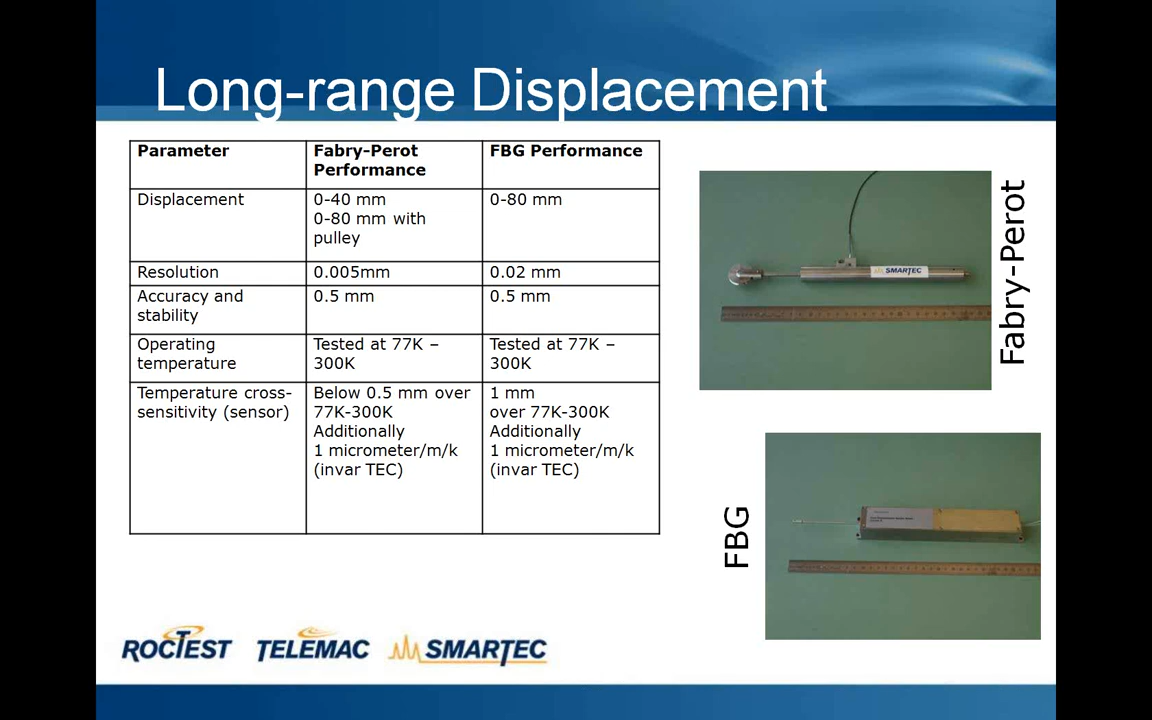 Long-range Displacement
Parameter
Fabry-Perot
Performance
FBG Performance
Displacement
0-40 mm
0-80 mm with
pulley
0-80 mm
Resolution
0.005mm
0.02 mm
Accuracy and
stability
0.5 mm
0.5 mm
Operating
temperature
Tested at 77K –
300K
Tested at 77K –
300K
Temperature cross-
sensitivity (sensor)
Below 0.5 mm over
77K-300K
Additionally
1 micrometer/m/k
(invar TEC)
1 mm
over 77K-300K
Additionally
1 micrometer/m/k
(invar TEC)
SMARTEC
Fabry-Perot
FBG
ROCTEST
TELEMAC
SMARTEC